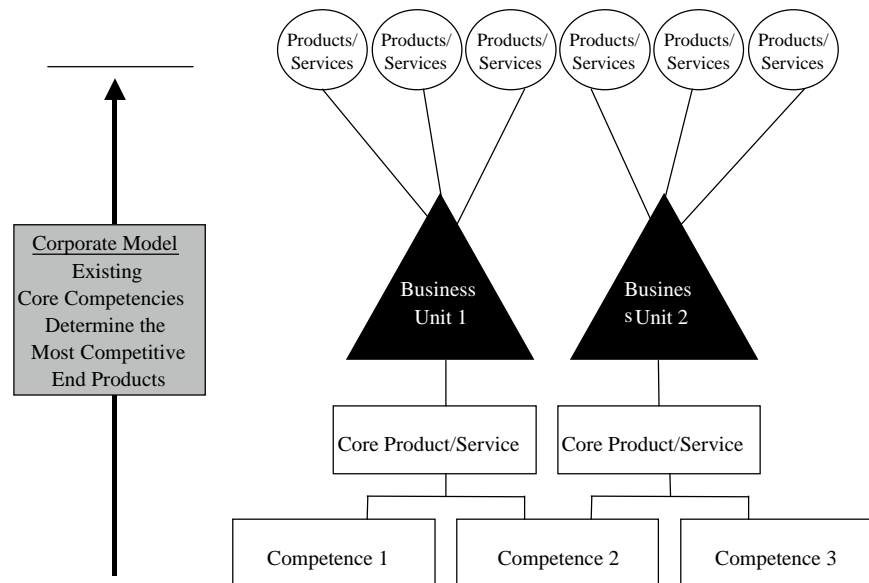 Products/
Services
Products/
Services
Products/
Services
Products/
Services
Products/
Services
Products/
Services
Corporate Model
Existing
Core Competencies
Determine the
Most Competitive
End Products
Business
Unit 1
Busines
s Unit 2
Core Product/Service
Core Product/Service
Competence 1
Competence 2
Competence 3